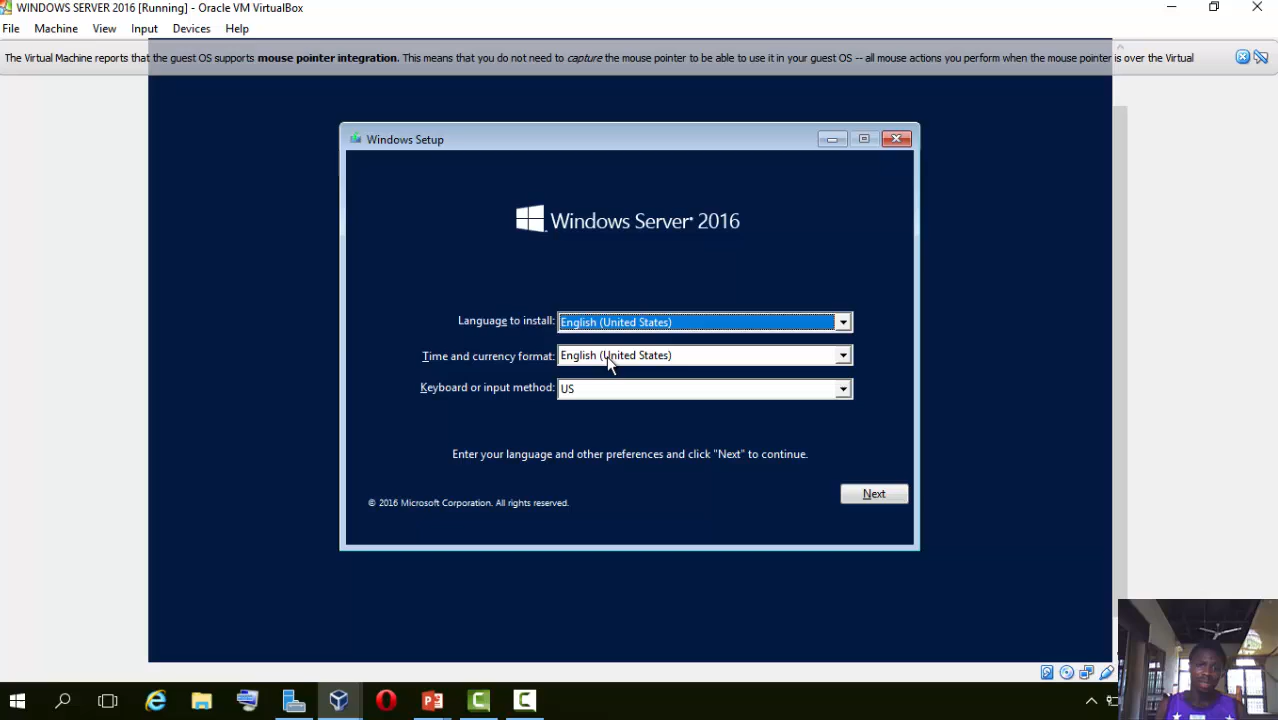 WINDOWS SERVER 2016 [Running] - Oracle VM VirtualBox
File Machine View Input Devices Help
The Virtual Machine reports that the guest OS supports mouse pointer integration. This means that you do not need to capture the mouse pointer to be able to use it in your guest OS -- all mouse actions you perform when the mouse pointer is over the Virtual
Windows Setup
Windows Server® 2016
Language to install: English (United States)
Time and currency format: English (United States)
Keyboard or input method: US
Enter your language and other preferences and click "Next" to continue.
Next
© 2016 Microsoft Corporation. All rights reserved.